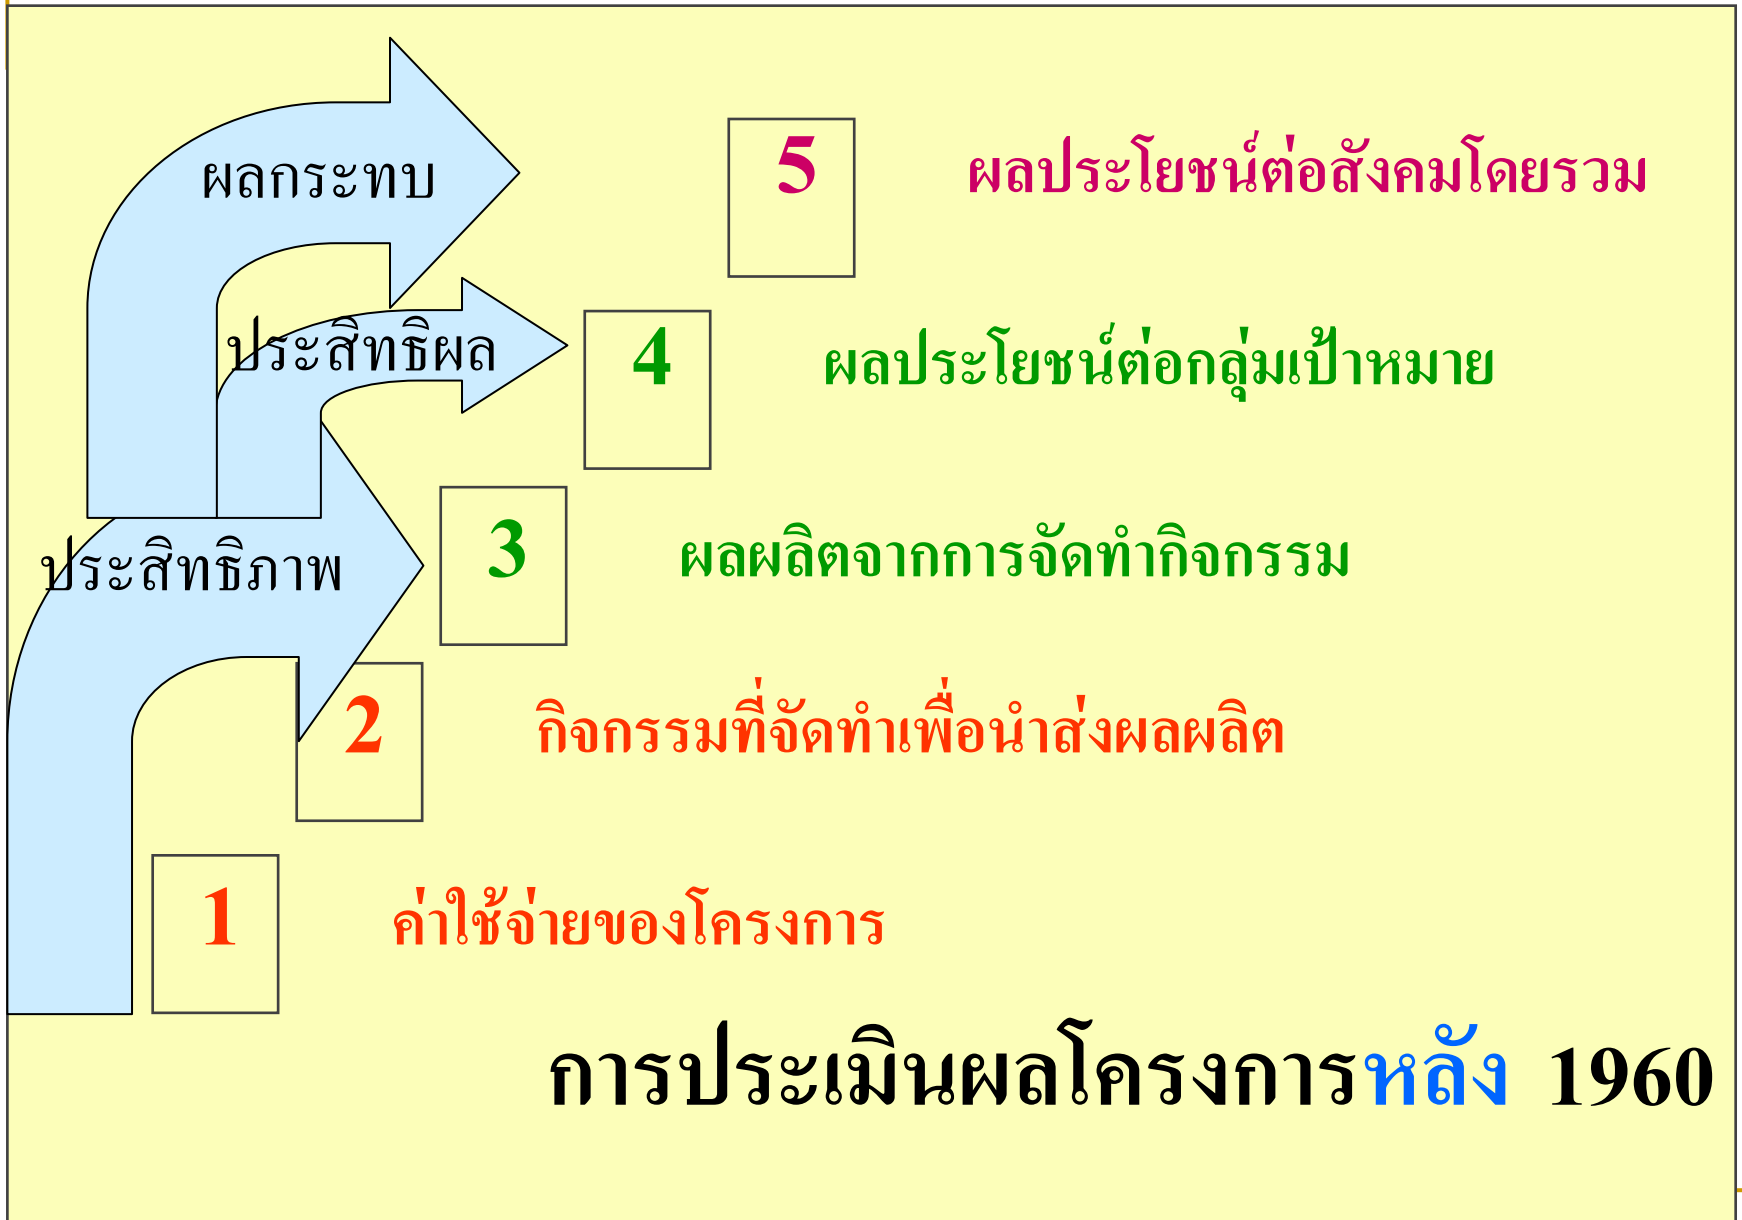 ผลกระทบ 5 ผลประโยชน์ต่อสังคมโดยรวม
ประสิทธิผล 4 ผลประโยชน์ต่อกลุ่มเป้าหมาย
ประสิทธิภาพ 3 ผลผลิตจากการจัดทำกิจกรรม
2 กิจกรรมที่จัดทำเพื่อนำส่งผลผลิต
1 ค่าใช้จ่ายของโครงการ
การประเมินผลโครงการหลัง 1960